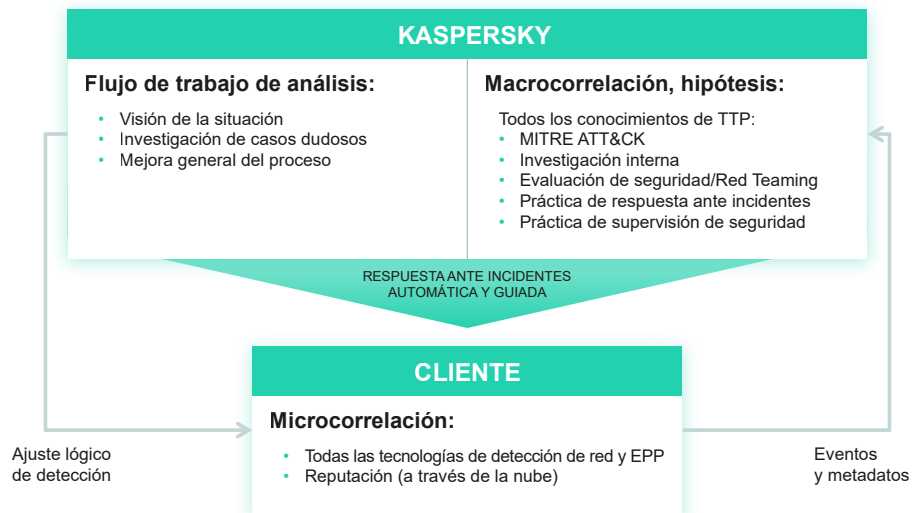 KASPERSKY
Flujo de trabajo de análisis:
• Visión de la situación
• Investigación de casos dudosos
• Mejora general del proceso
Macrocorrelación, hipótesis:
Todos los conocimientos de TTP:
• MITRE ATT&CK
• Investigación interna
• Evaluación de seguridad/Red Teaming
• Práctica de respuesta ante incidentes
• Práctica de supervisión de seguridad
RESPUESTA ANTE INCIDENTES
AUTOMÁTICA Y GUIADA
CLIENTE
Microcorrelación:
• Todas las tecnologías de detección de red y EPP
• Reputación (a través de la nube)
Ajuste lógico
de detección
Eventos
y metadatos